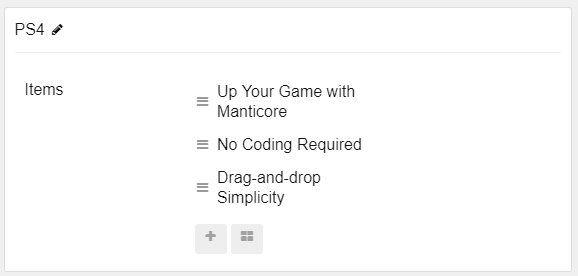 PS4
Items
Up Your Game with
Manticore
No Coding Required
Drag-and-drop
Simplicity